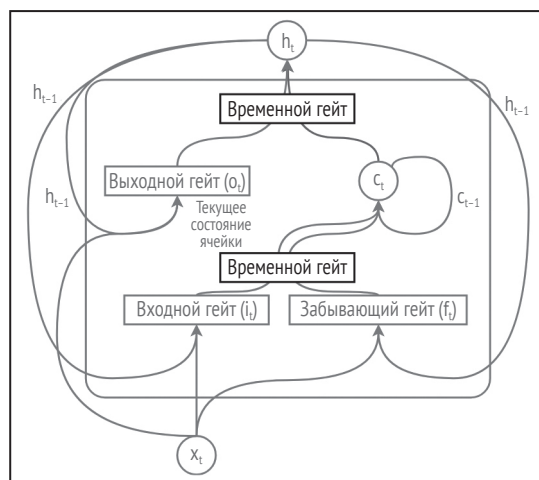 hₜ
hₜ₋₁
hₜ₋₁
Временной гейт
Выходной гейт (oₜ)
cₜ
hₜ₋₁
cₜ₋₁
Текущее
состояние
ячейки
Временной гейт
Входной гейт (iₜ)
Забывающий гейт (fₜ)
xₜ